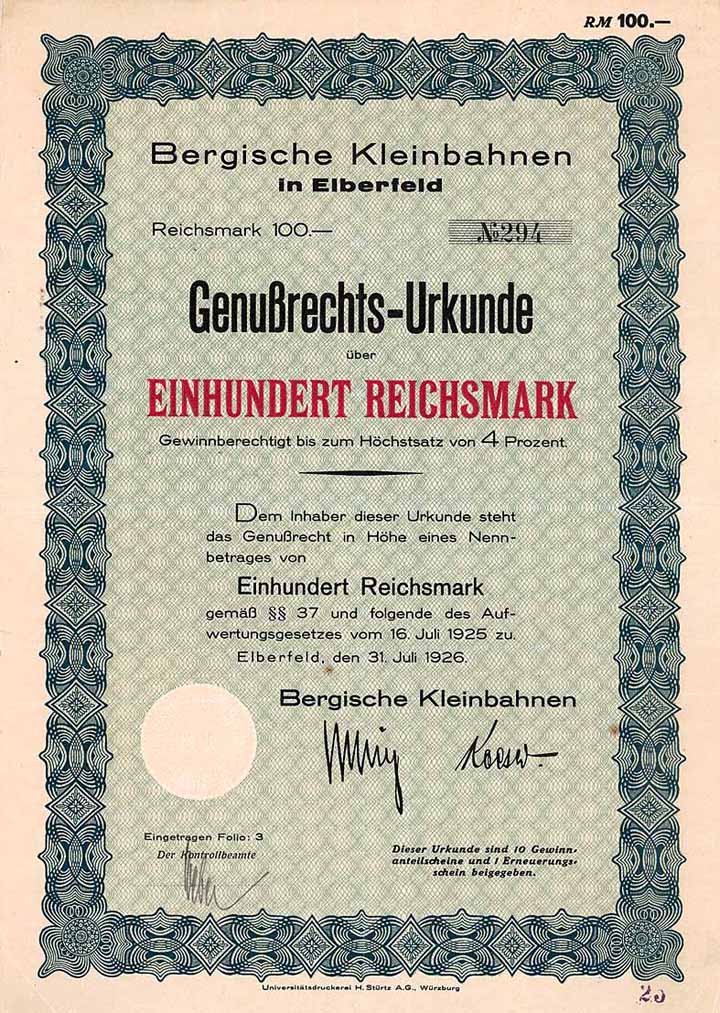 RM 100.—
Bergische Kleinbahnen
in Elberfeld
Reichsmark 100.— № 294
Genußrechts-Urkunde
über
EINHUNDERT REICHSMARK
Gewinnberechtigt bis zum Höchstsatz von 4 Prozent.
Dem Inhaber dieser Urkunde steht
das Genußrecht in Höhe eines Nenn-
betrages von
Einhundert Reichsmark
gemäß §§ 37 und folgende des Auf-
wertungsgesetzes vom 16. Juli 1925 zu.
Elberfeld, den 31. Juli 1926.
Bergische Kleinbahnen
Eingetragen Folio: 3
Der Kontrollbeamte
Dieser Urkunde sind 10 Gewinn-
anteilscheine und 1 Erneuerungs-
schein beigegeben.
Universitätsdruckerei H. Stürtz A.G., Würzburg
25